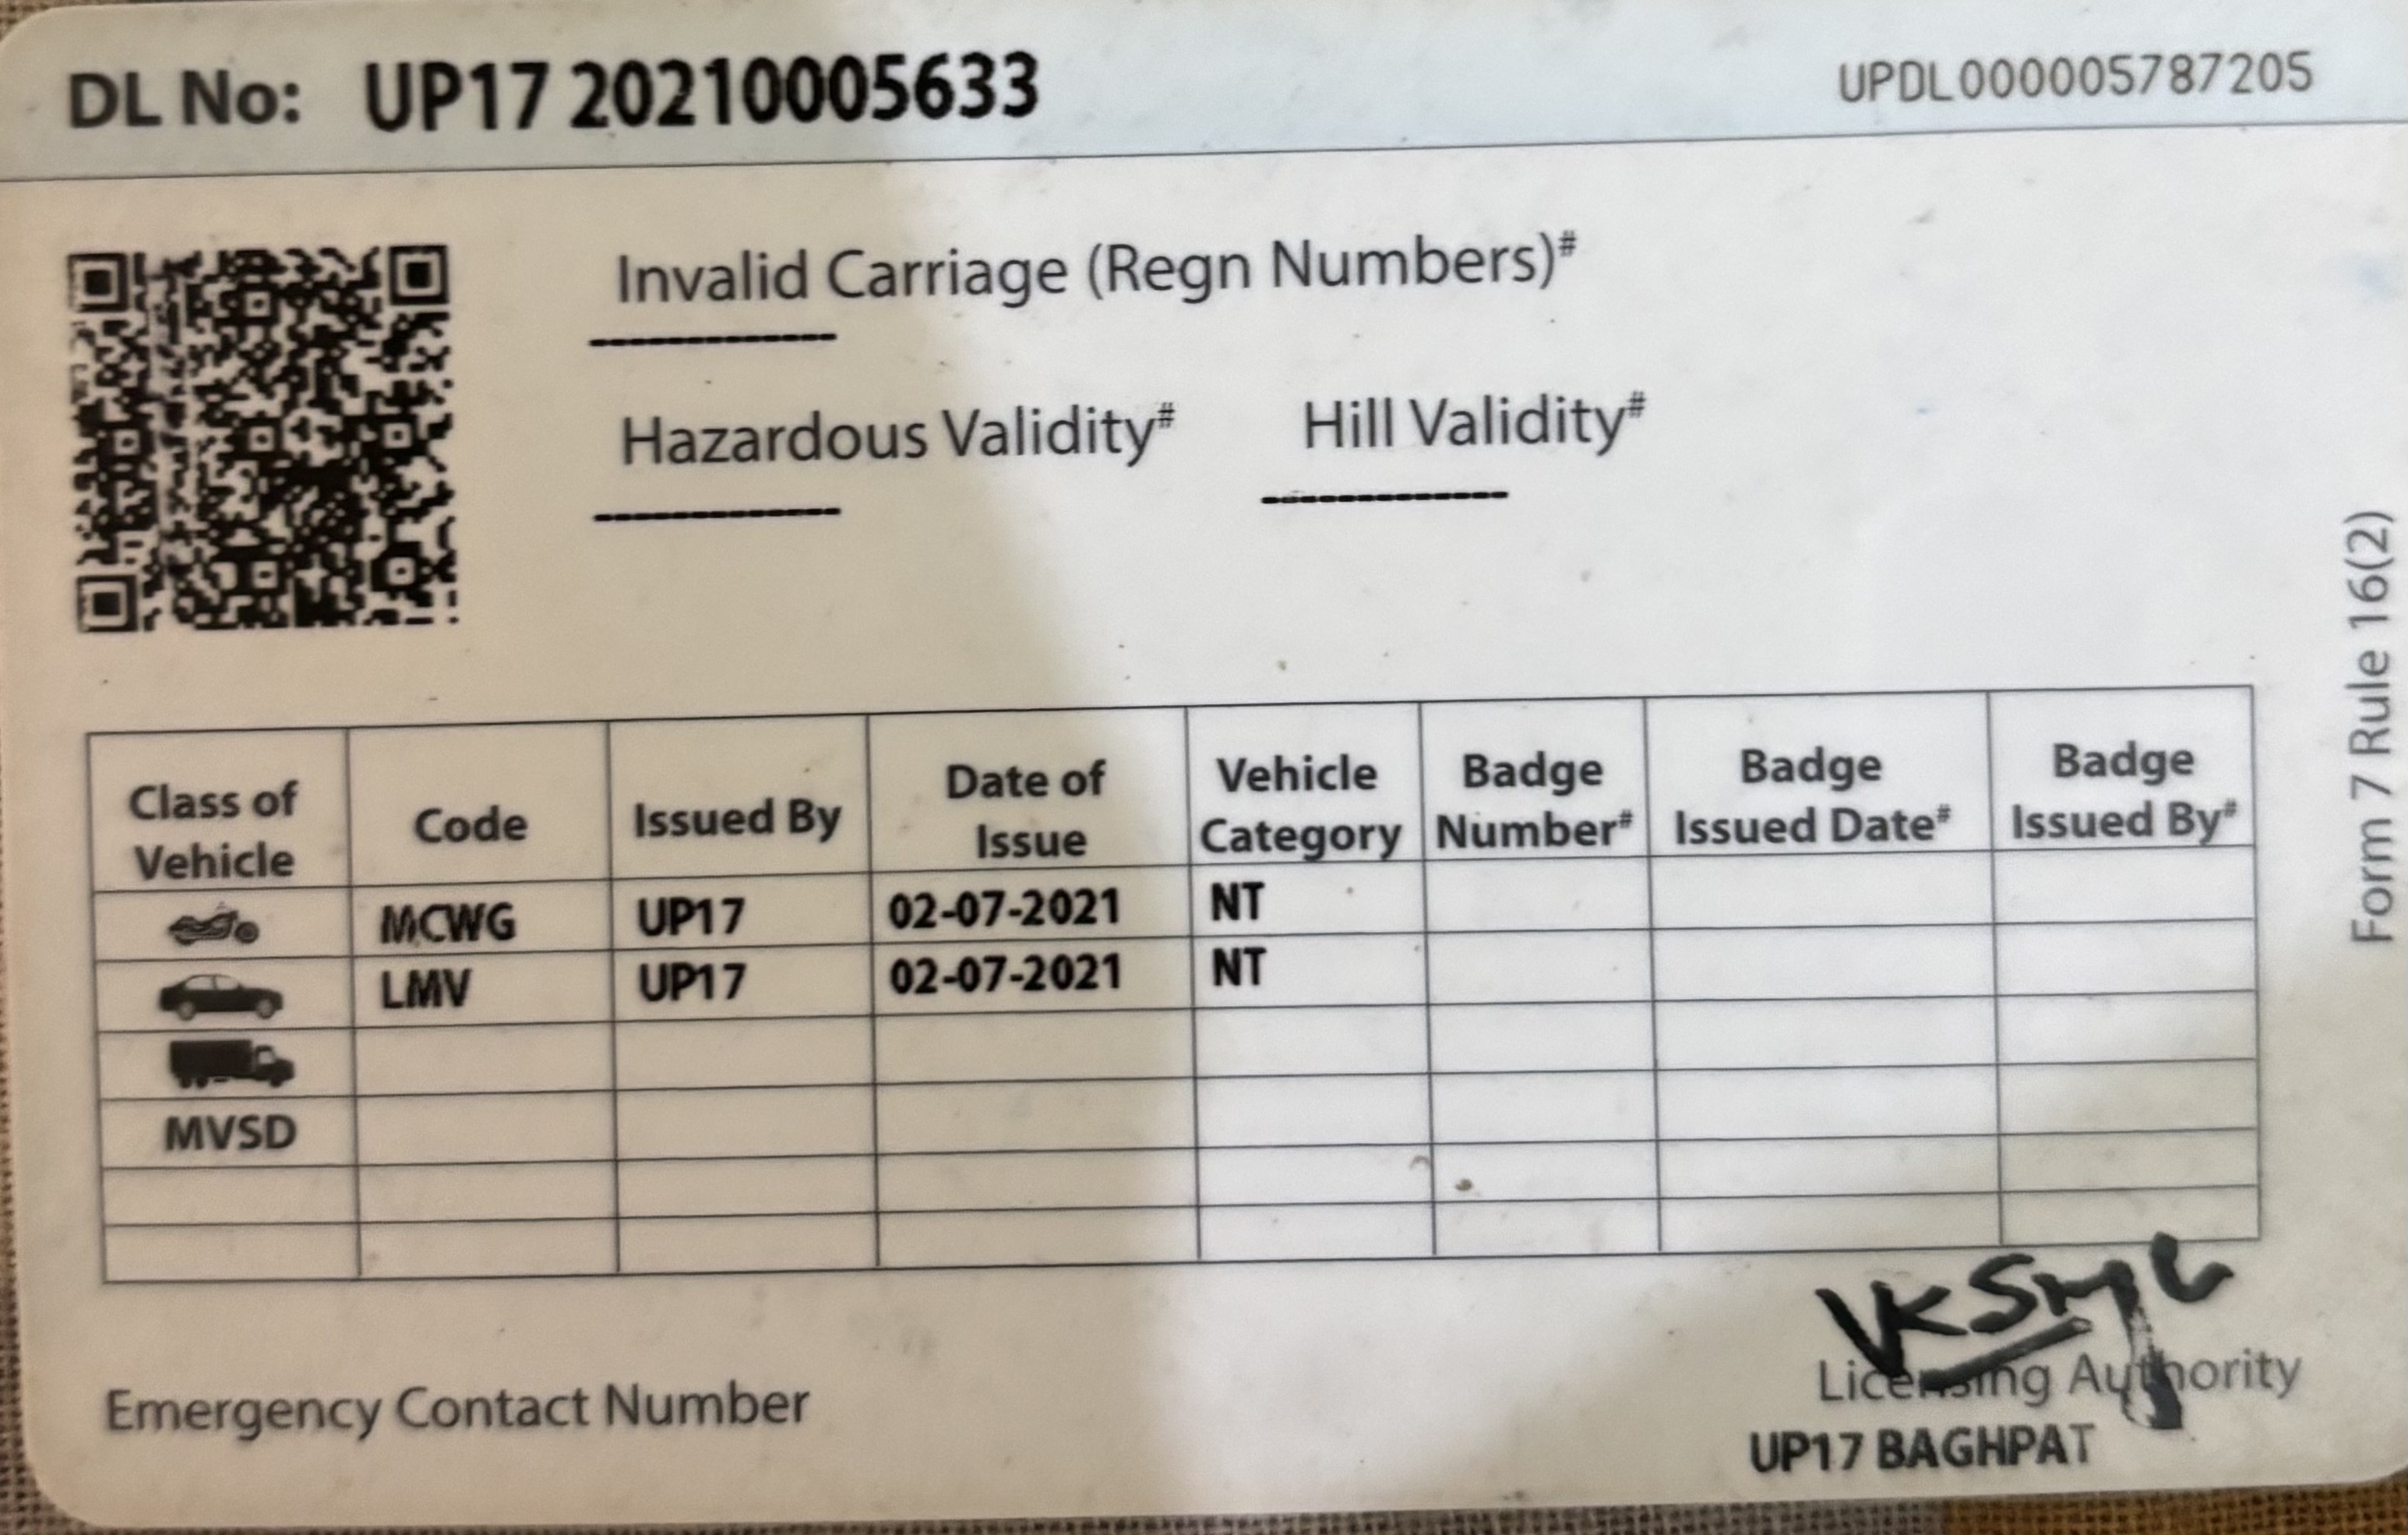 DL No: UP17 20210005633 UPDL000005787205
Invalid Carriage (Regn Numbers)#
Hazardous Validity# Hill Validity#
Form 7 Rule 16(2)
Class of Vehicle Code Issued By Date of Issue Vehicle Category Badge Number# Badge Issued Date# Badge Issued By#
MCWG UP17 02-07-2021 NT
LMV UP17 02-07-2021 NT
MVSD
Emergency Contact Number
Licensing Authority
UP17 BAGHPAT